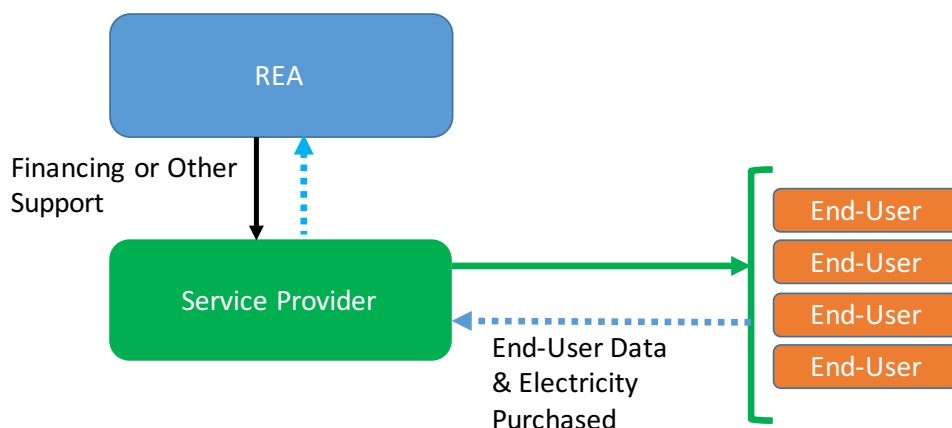 REA
Financing or Other
Support
Service Provider
End-User
End-User
End-User
End-User
End-User Data
& Electricity
Purchased